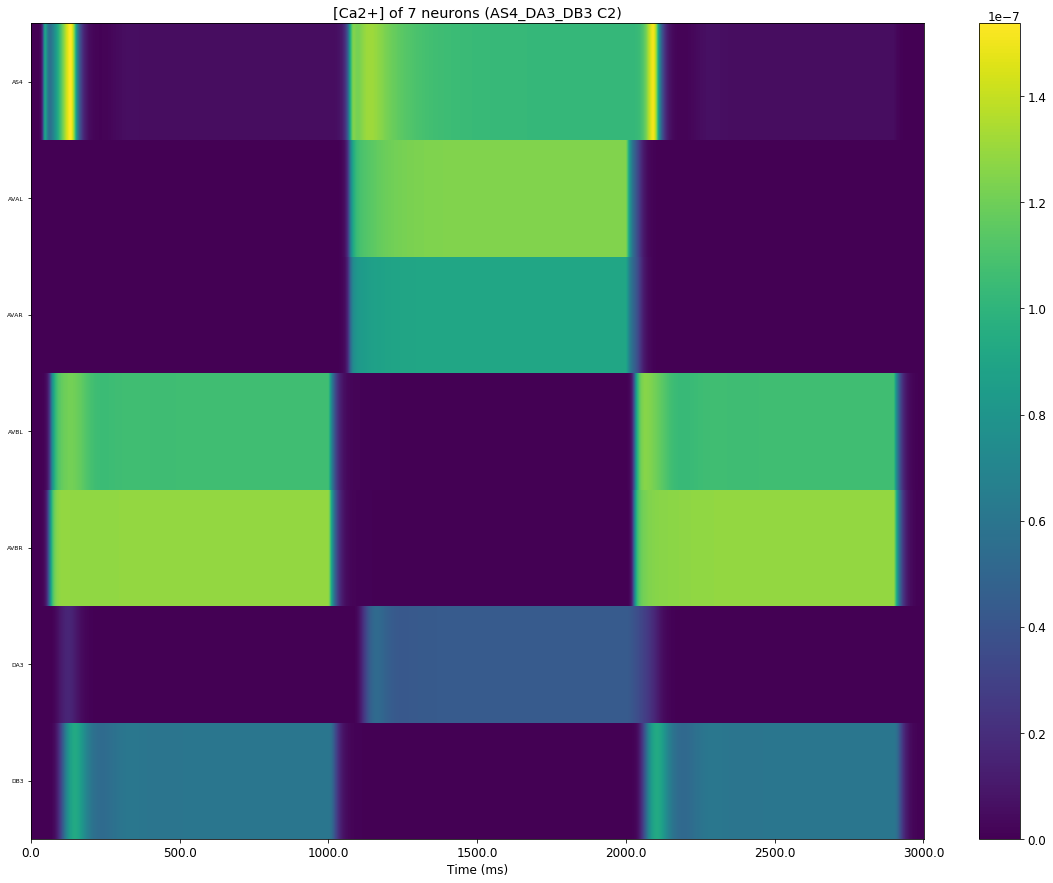 [Ca2+] of 7 neurons (AS4_DA3_DB3 C2)
1e−7
AS4
AVAL
AVAR
AVBL
AVBR
DA3
DB3
1.4
1.2
1.0
0.8
0.6
0.4
0.2
0.0
0.0 500.0 1000.0 1500.0 2000.0 2500.0 3000.0
Time (ms)